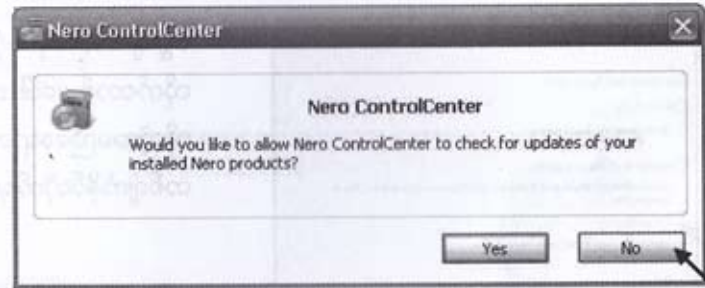 Nero ControlCenter
Nero ControlCenter
Would you like to allow Nero ControlCenter to check for updates of your
installed Nero products?
Yes
No